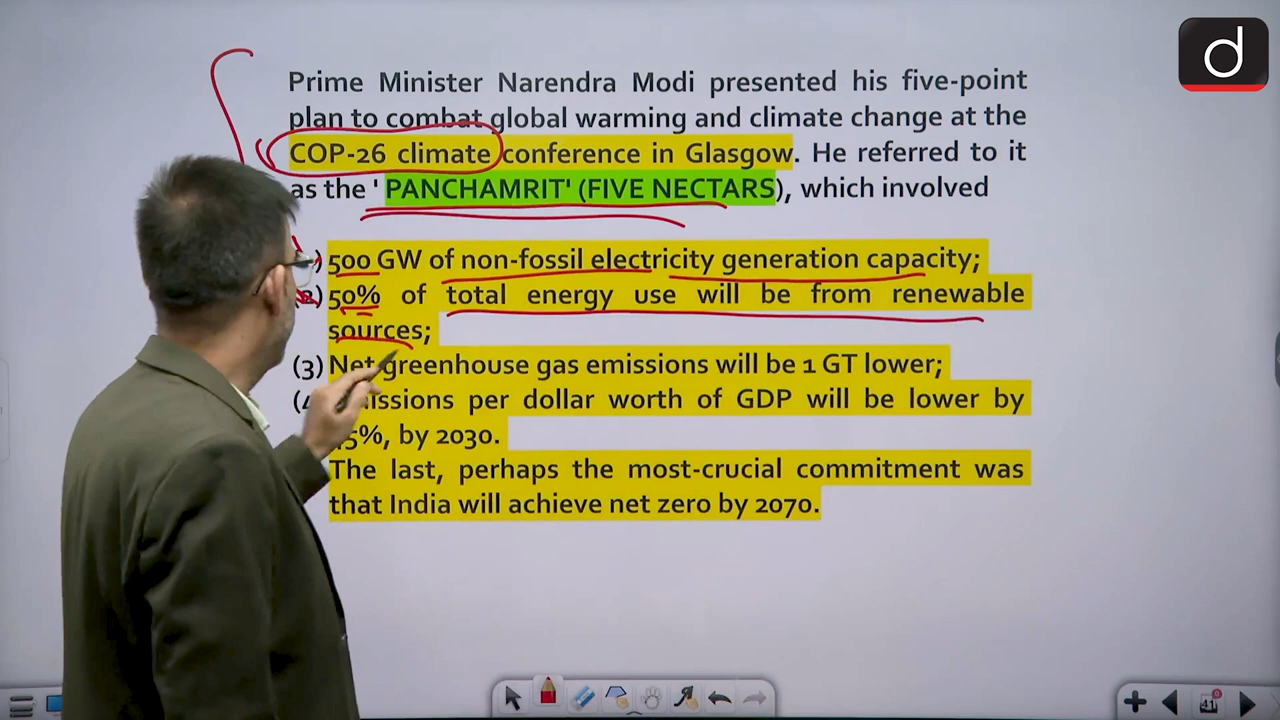 Prime Minister Narendra Modi presented his five-point
plan to combat global warming and climate change at the
COP-26 climate conference in Glasgow. He referred to it
as the ' PANCHAMRIT' (FIVE NECTARS), which involved
500 GW of non-fossil electricity generation capacity;
(2) 50% of total energy use will be from renewable
sources;
(3) Net greenhouse gas emissions will be 1 GT lower;
per dollar worth of GDP will be lower by
by 2030.
The last, perhaps the most-crucial commitment was
that India will achieve net zero by 2070.
d
41